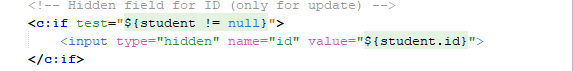 <!-- Hidden field for ID (only for update) -->
<c:if test="${student != null}">
<input type="hidden" name="id" value="${student.id}">
</c:if>